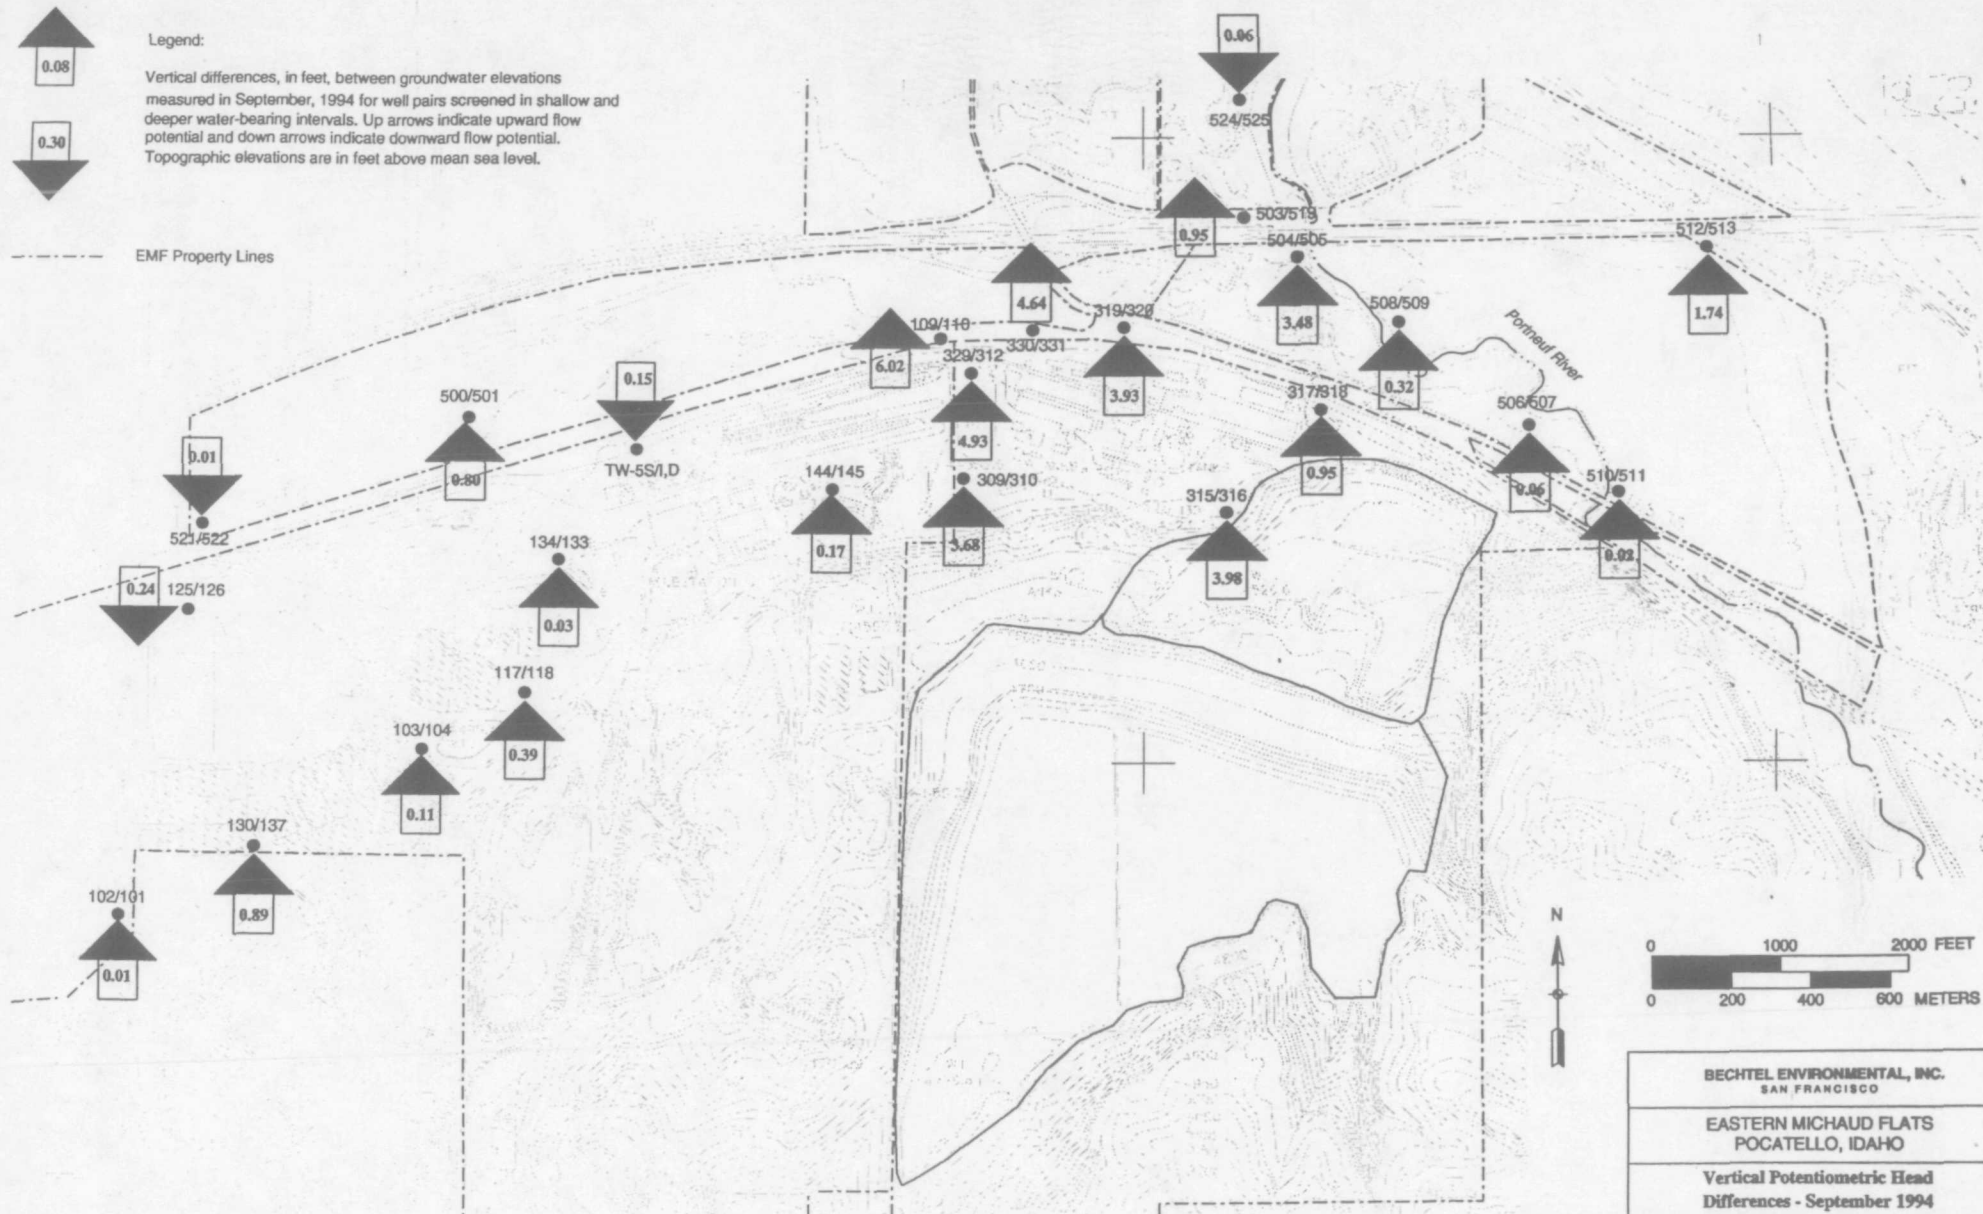 Legend:
0.08
Vertical differences, in feet, between groundwater elevations
measured in September, 1994 for well pairs screened in shallow and
deeper water-bearing intervals. Up arrows indicate upward flow
potential and down arrows indicate downward flow potential.
Topographic elevations are in feet above mean sea level.
0.30
EMF Property Lines
0.06
524/525
503/519
0.95
504/505
3.48
512/513
1.74
4.64
330/331
319/320
3.93
508/509
0.32
Portneuf River
109/110
6.02
329/312
4.93
0.15
TW-5S/I,D
500/501
0.80
317/318
0.95
506/507
0.06
510/511
0.02
0.01
521/522
144/145
0.17
309/310
3.68
315/316
3.98
134/133
0.03
0.24
125/126
117/118
0.39
103/104
0.11
130/137
0.89
102/101
0.01
N
0 1000 2000 FEET
0 200 400 600 METERS
BECHTEL ENVIRONMENTAL, INC.
SAN FRANCISCO
EASTERN MICHAUD FLATS
POCATELLO, IDAHO
Vertical Potentiometric Head
Differences - September 1994